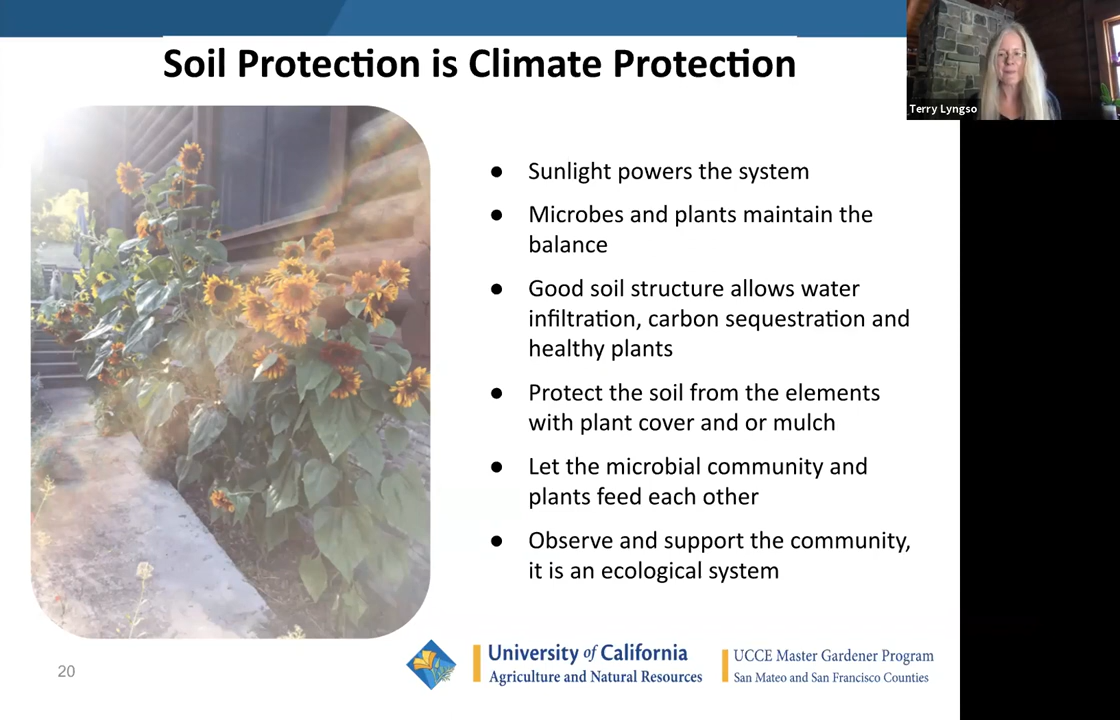 Soil Protection is Climate Protection
Terry Lyngso
● Sunlight powers the system
● Microbes and plants maintain the
balance
● Good soil structure allows water
infiltration, carbon sequestration and
healthy plants
● Protect the soil from the elements
with plant cover and or mulch
● Let the microbial community and
plants feed each other
● Observe and support the community,
it is an ecological system
20
University of California
Agriculture and Natural Resources
UCCE Master Gardener Program
San Mateo and San Francisco Counties